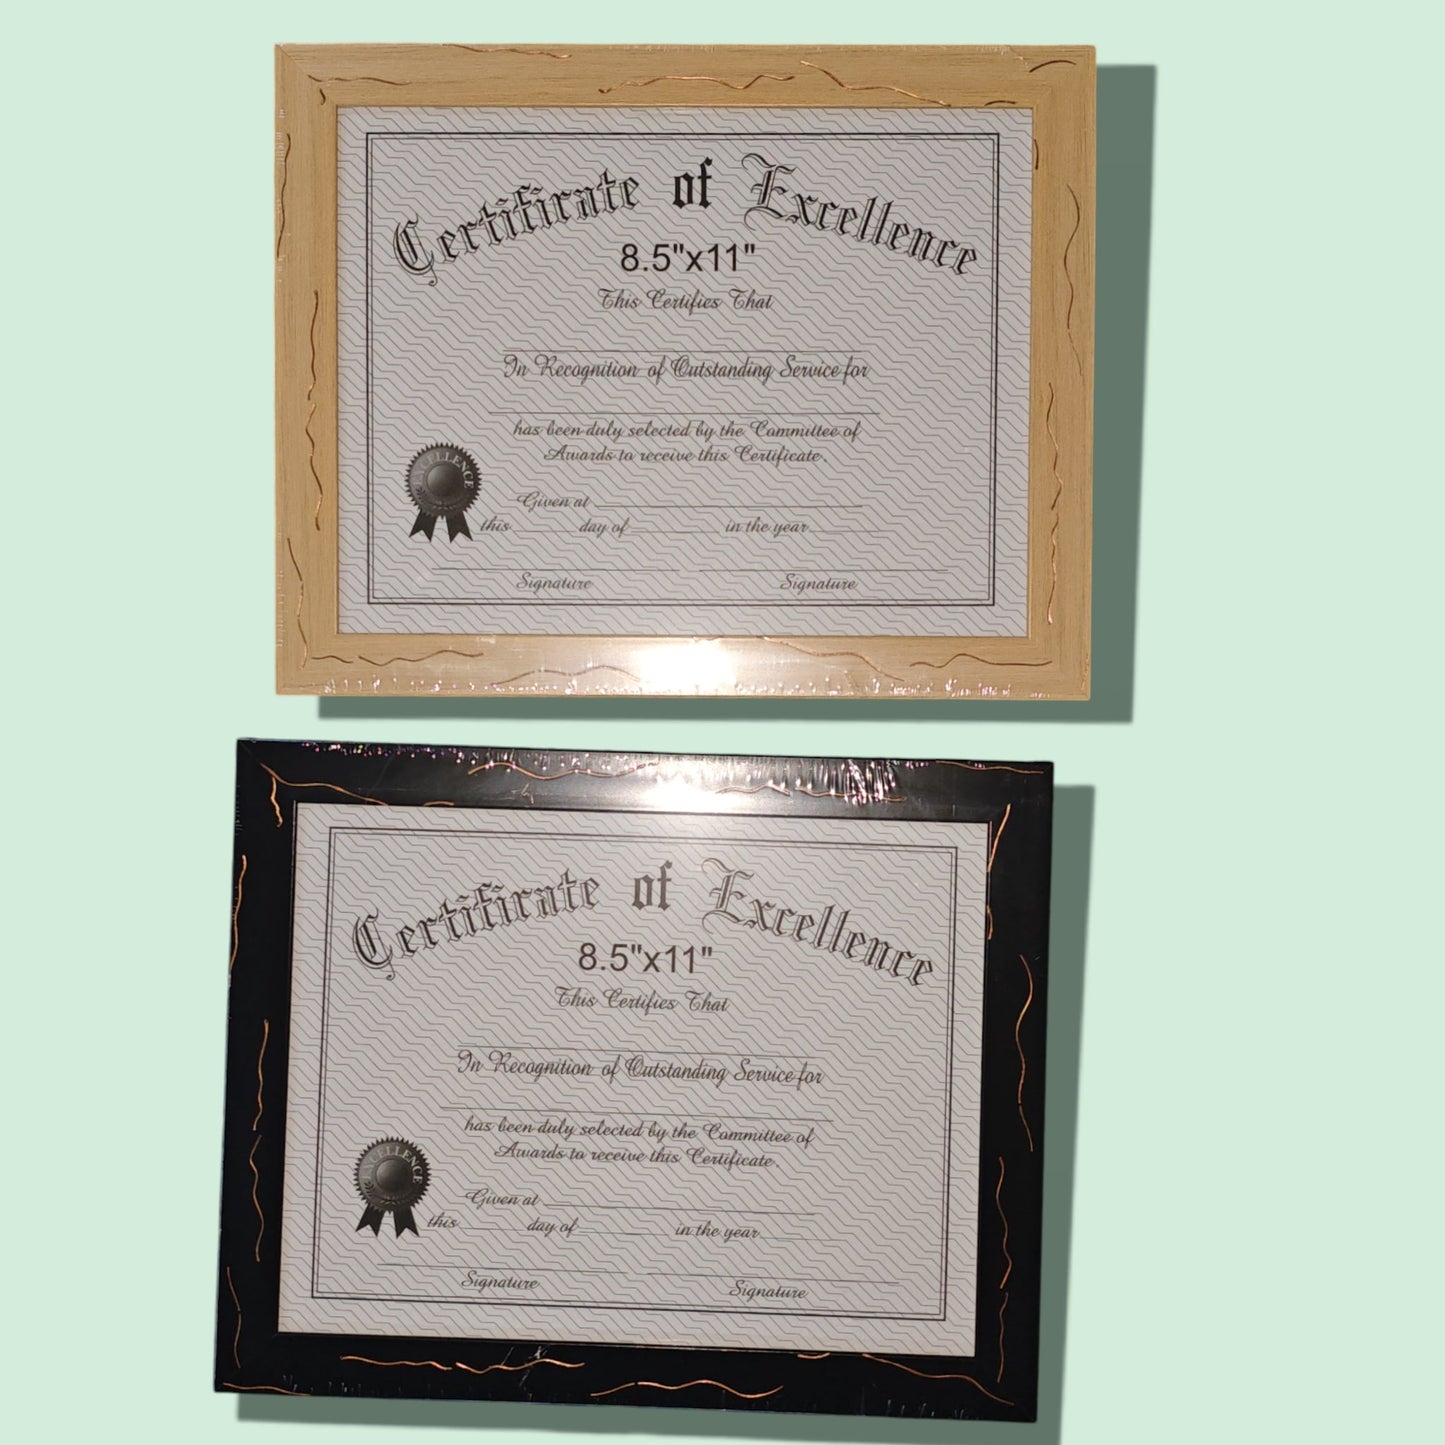 Certificate of Excellence
8.5"x11"
This Certifies That
In Recognition of Outstanding Service for
has been duly selected by the Committee of
Awards to receive this Certificate.
EXCELLENCE
Given at
this day of in the year
Signature Signature
Certificate of Excellence
8.5"x11"
This Certifies That
In Recognition of Outstanding Service for
has been duly selected by the Committee of
Awards to receive this Certificate.
EXCELLENCE
Given at
this day of in the year
Signature Signature